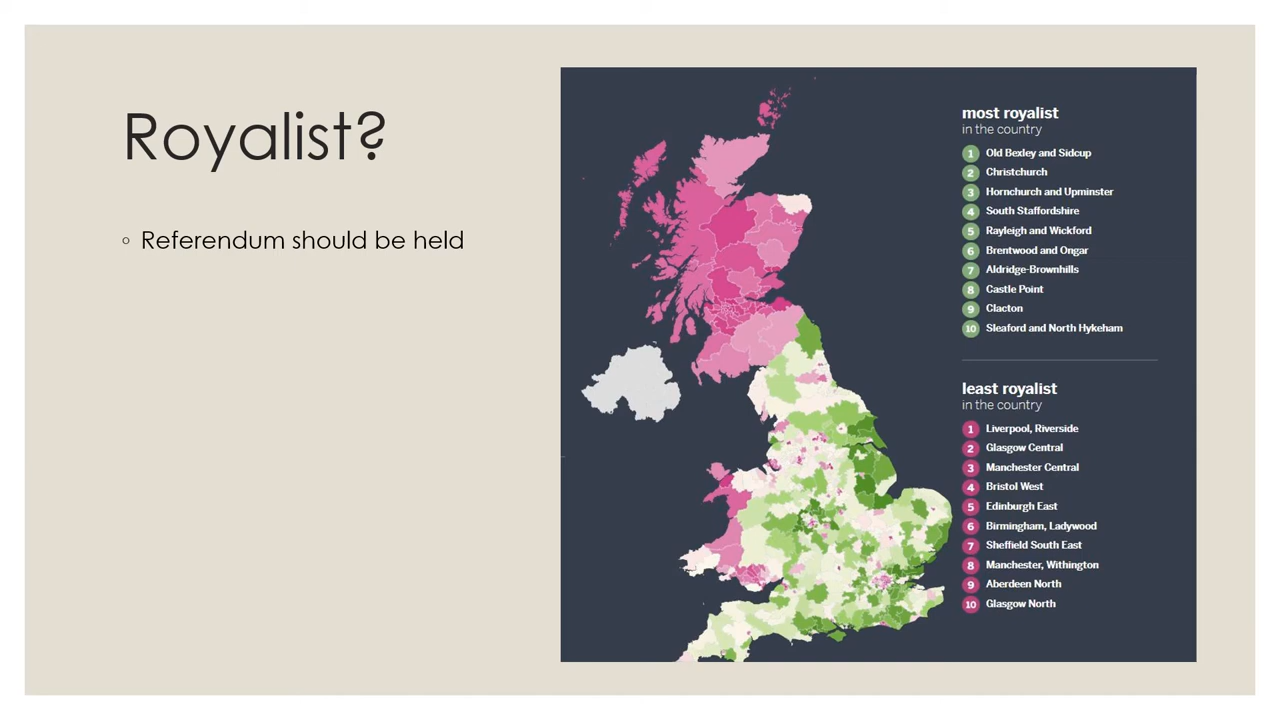 Royalist?
◦ Referendum should be held
most royalist
in the country
1 Old Bexley and Sidcup
2 Christchurch
3 Hornchurch and Upminster
4 South Staffordshire
5 Rayleigh and Wickford
6 Brentwood and Ongar
7 Aldridge-Brownhills
8 Castle Point
9 Clacton
10 Sleaford and North Hykeham
least royalist
in the country
1 Liverpool, Riverside
2 Glasgow Central
3 Manchester Central
4 Bristol West
5 Edinburgh East
6 Birmingham, Ladywood
7 Sheffield South East
8 Manchester, Withington
9 Aberdeen North
10 Glasgow North